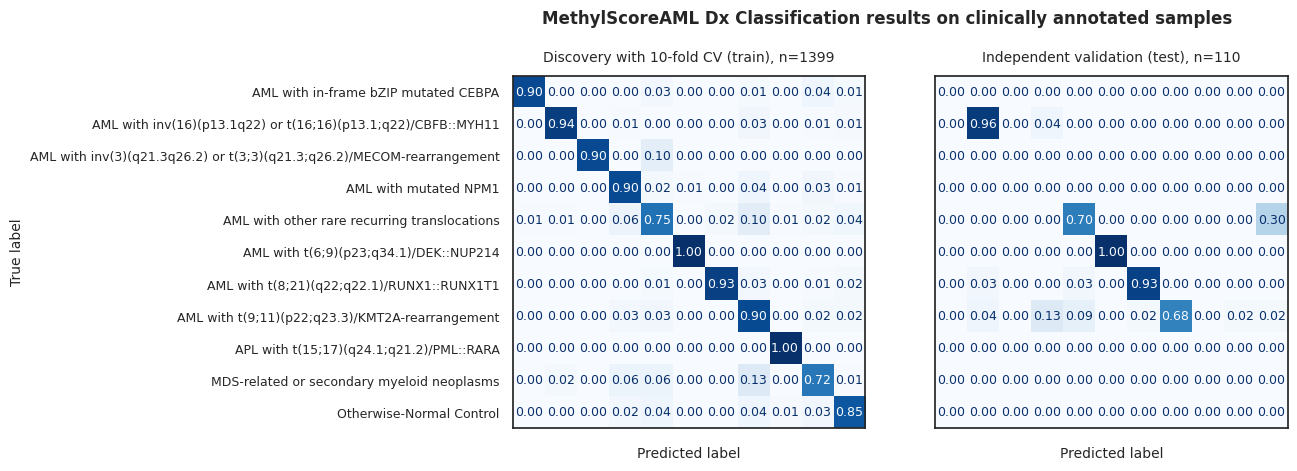 MethylScoreAML Dx Classification results on clinically annotated samples
Discovery with 10-fold CV (train), n=1399
Independent validation (test), n=110
True label
AML with in-frame bZIP mutated CEBPA 0.90 0.00 0.00 0.00 0.03 0.00 0.00 0.01 0.00 0.04 0.01 0.00 0.00 0.00 0.00 0.00 0.00 0.00 0.00 0.00 0.00 0.00
AML with inv(16)(p13.1q22) or t(16;16)(p13.1;q22)/CBFB::MYH11 0.00 0.94 0.00 0.01 0.00 0.00 0.00 0.03 0.00 0.01 0.01 0.00 0.96 0.00 0.04 0.00 0.00 0.00 0.00 0.00 0.00 0.00
AML with inv(3)(q21.3q26.2) or t(3;3)(q21.3;q26.2)/MECOM-rearrangement 0.00 0.00 0.90 0.00 0.10 0.00 0.00 0.00 0.00 0.00 0.00 0.00 0.00 0.00 0.00 0.00 0.00 0.00 0.00 0.00 0.00 0.00
AML with mutated NPM1 0.00 0.00 0.00 0.90 0.02 0.01 0.00 0.04 0.00 0.03 0.01 0.00 0.00 0.00 0.00 0.00 0.00 0.00 0.00 0.00 0.00 0.00
AML with other rare recurring translocations 0.01 0.01 0.00 0.06 0.75 0.00 0.02 0.10 0.01 0.02 0.04 0.00 0.00 0.00 0.00 0.70 0.00 0.00 0.00 0.00 0.00 0.30
AML with t(6;9)(p23;q34.1)/DEK::NUP214 0.00 0.00 0.00 0.00 0.00 1.00 0.00 0.00 0.00 0.00 0.00 0.00 0.00 0.00 0.00 0.00 1.00 0.00 0.00 0.00 0.00 0.00
AML with t(8;21)(q22;q22.1)/RUNX1::RUNX1T1 0.00 0.00 0.00 0.00 0.01 0.00 0.93 0.03 0.00 0.01 0.02 0.00 0.03 0.00 0.00 0.03 0.00 0.93 0.00 0.00 0.00 0.00
AML with t(9;11)(p22;q23.3)/KMT2A-rearrangement 0.00 0.00 0.00 0.03 0.03 0.00 0.00 0.90 0.00 0.02 0.02 0.00 0.04 0.00 0.13 0.09 0.00 0.02 0.68 0.00 0.02 0.02
APL with t(15;17)(q24.1;q21.2)/PML::RARA 0.00 0.00 0.00 0.00 0.00 0.00 0.00 0.00 1.00 0.00 0.00 0.00 0.00 0.00 0.00 0.00 0.00 0.00 0.00 0.00 0.00 0.00
MDS-related or secondary myeloid neoplasms 0.00 0.02 0.00 0.06 0.06 0.00 0.00 0.13 0.00 0.72 0.01 0.00 0.00 0.00 0.00 0.00 0.00 0.00 0.00 0.00 0.00 0.00
Otherwise-Normal Control 0.00 0.00 0.00 0.02 0.04 0.00 0.00 0.04 0.01 0.03 0.85 0.00 0.00 0.00 0.00 0.00 0.00 0.00 0.00 0.00 0.00 0.00
Predicted label
Predicted label